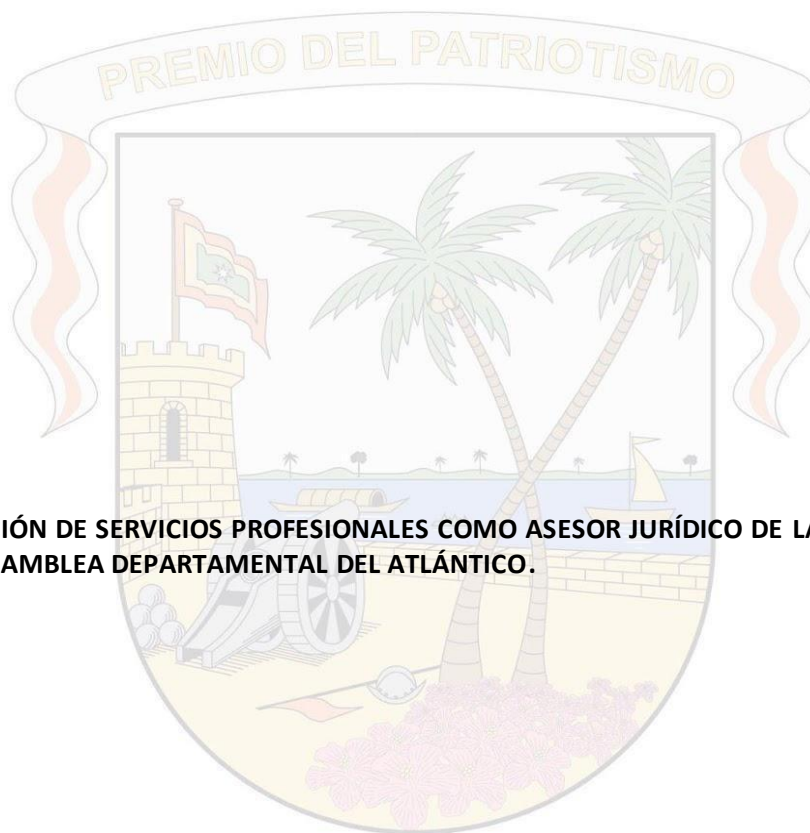 PREMIO DEL PATRIOTISMO
IÓN DE SERVICIOS PROFESIONALES COMO ASESOR JURÍDICO DE LA
AMBLEA DEPARTAMENTAL DEL ATLÁNTICO.